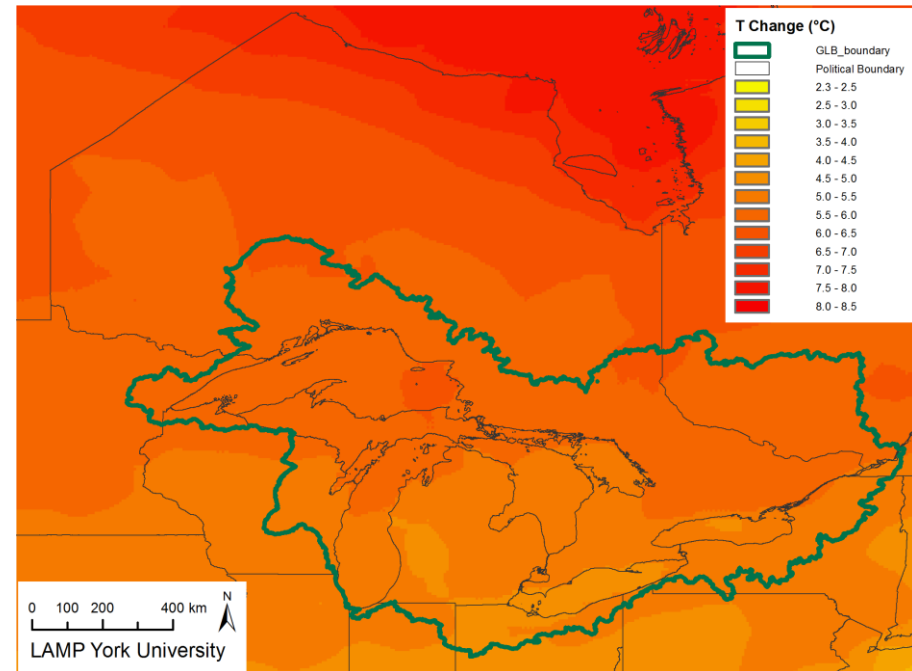 T Change (°C)
GLB_boundary
Political Boundary
2.3 - 2.5
2.5 - 3.0
3.0 - 3.5
3.5 - 4.0
4.0 - 4.5
4.5 - 5.0
5.0 - 5.5
5.5 - 6.0
6.0 - 6.5
6.5 - 7.0
7.0 - 7.5
7.5 - 8.0
8.0 - 8.5
N
0 100 200 400 km
LAMP York University